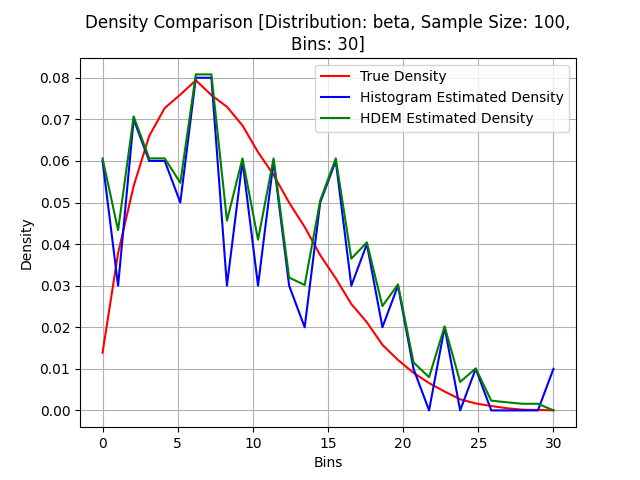 Density Comparison [Distribution: beta, Sample Size: 100,
Bins: 30]
True Density
Histogram Estimated Density
HDEM Estimated Density
Density
0.08
0.07
0.06
0.05
0.04
0.03
0.02
0.01
0.00
0 5 10 15 20 25 30
Bins